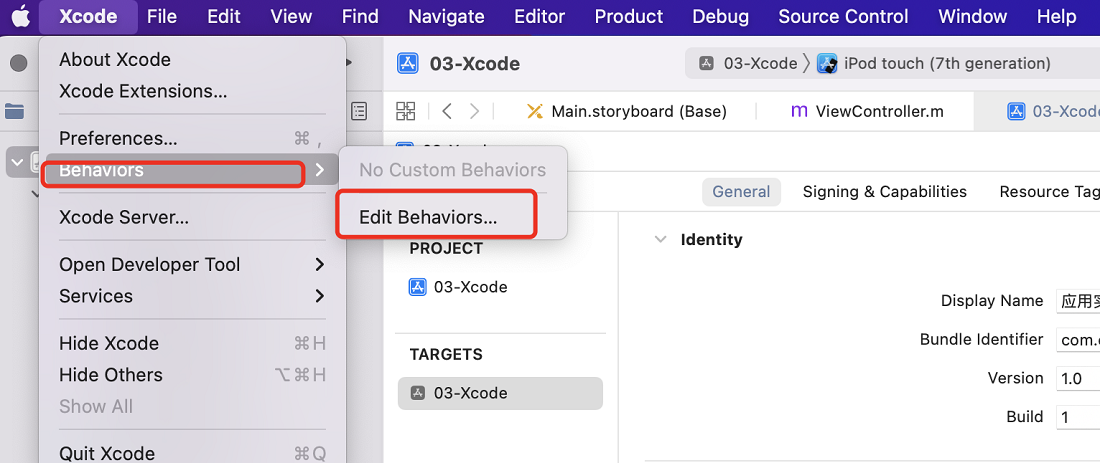 Xcode File Edit View Find Navigate Editor Product Debug Source Control Window Help
About Xcode
Xcode Extensions...
Preferences... ⌘ ,
Behaviors
Xcode Server...
Open Developer Tool
Services
Hide Xcode ⌘H
Hide Others ⌥⌘H
Show All
Quit Xcode ⌘Q
No Custom Behaviors
Edit Behaviors...
03-Xcode
03-Xcode 〉 iPod touch (7th generation)
Main.storyboard (Base)
m ViewController.m
03-Xcode
General Signing & Capabilities Resource Tag
PROJECT
03-Xcode
TARGETS
03-Xcode
Identity
Display Name 应用
Bundle Identifier com.
Version 1.0
Build 1